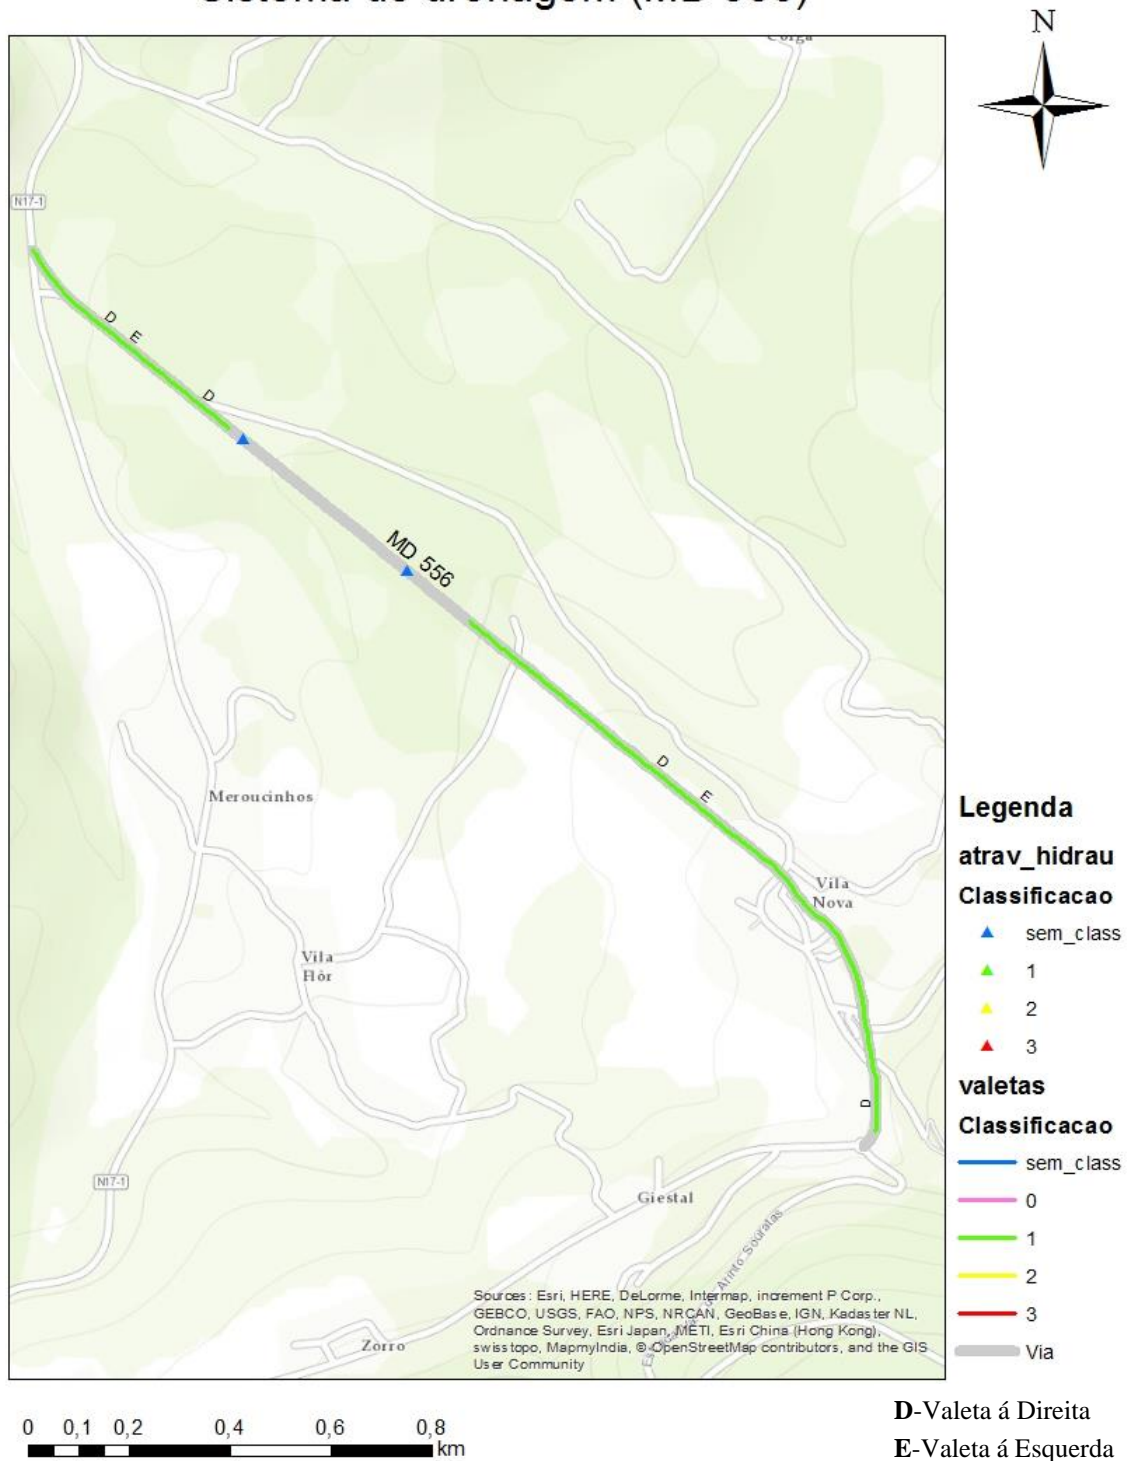 N
N17-1
D
E
D
MD 556
D
E
Meroucinhos
Vila
Nova
Vila
Flôr
D
N17-1
Giestal
Zorro
Sources: Esri, HERE, DeLorme, Intermap, increment P Corp.,
GEBCO, USGS, FAO, NPS, NRCAN, GeoBase, IGN, Kadaster NL,
Ordnance Survey, Esri Japan, METI, Esri China (Hong Kong),
swisstopo, MapmyIndia, © OpenStreetMap contributors, and the GIS
User Community
Legenda
atrav_hidrau
Classificacao
sem_class
1
2
3
valetas
Classificacao
sem_class
0
1
2
3
Via
0 0,1 0,2 0,4 0,6 0,8
km
D-Valeta á Direita
E-Valeta á Esquerda